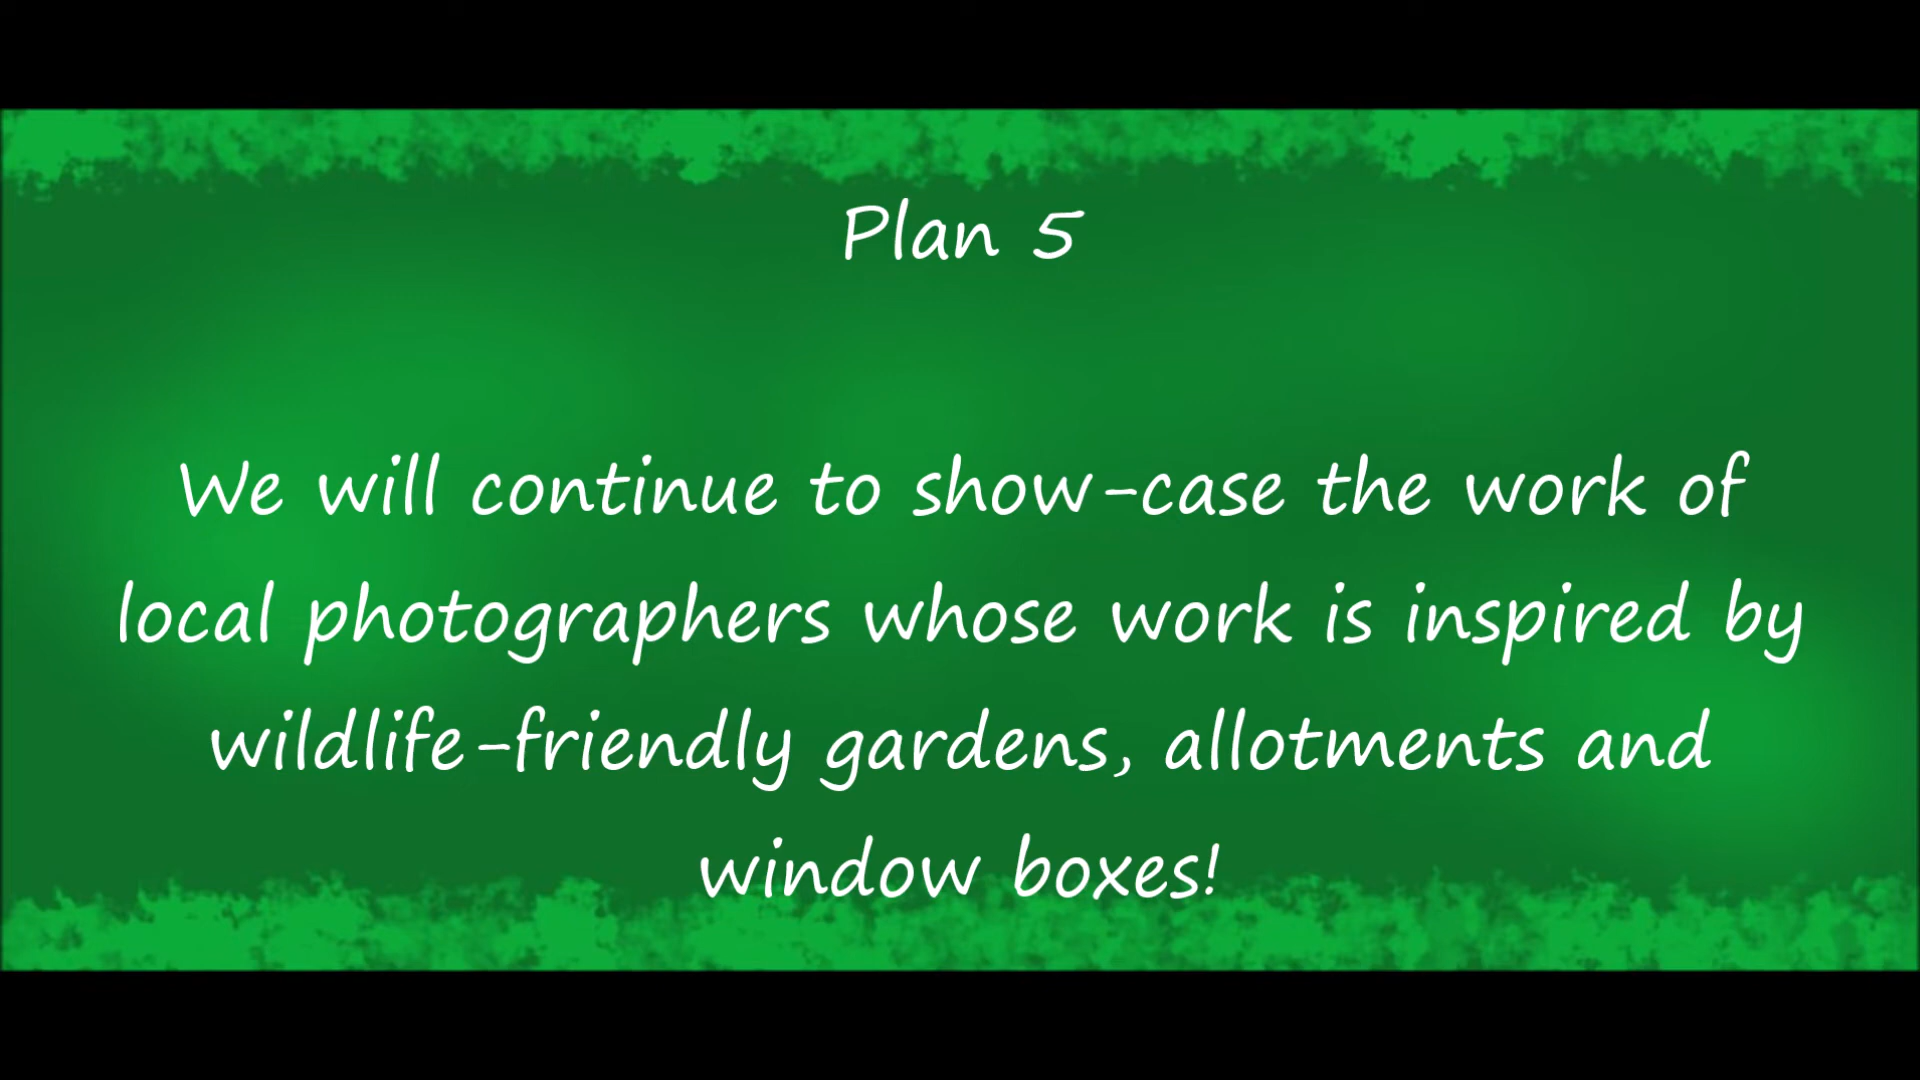 Plan 5
We will continue to show-case the work of
local photographers whose work is inspired by
wildlife-friendly gardens, allotments and
window boxes!